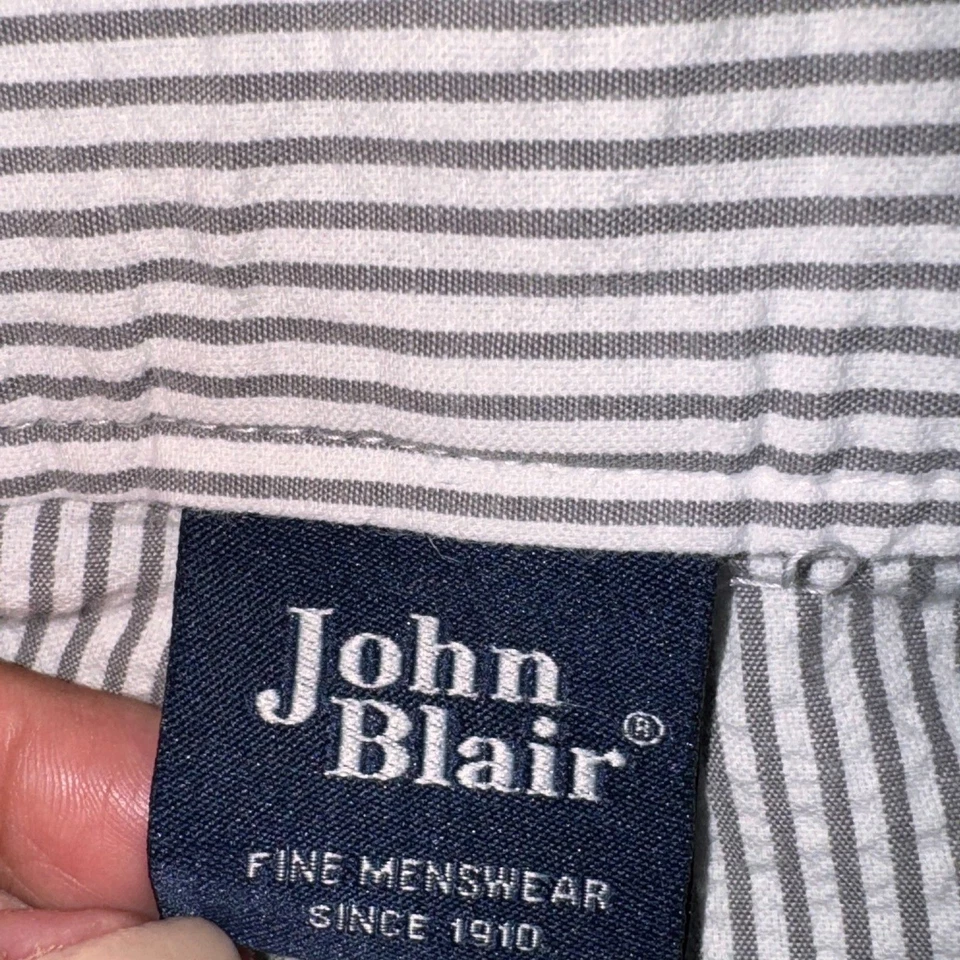 John
Blair®
FINE MENSWEAR
SINCE 1910